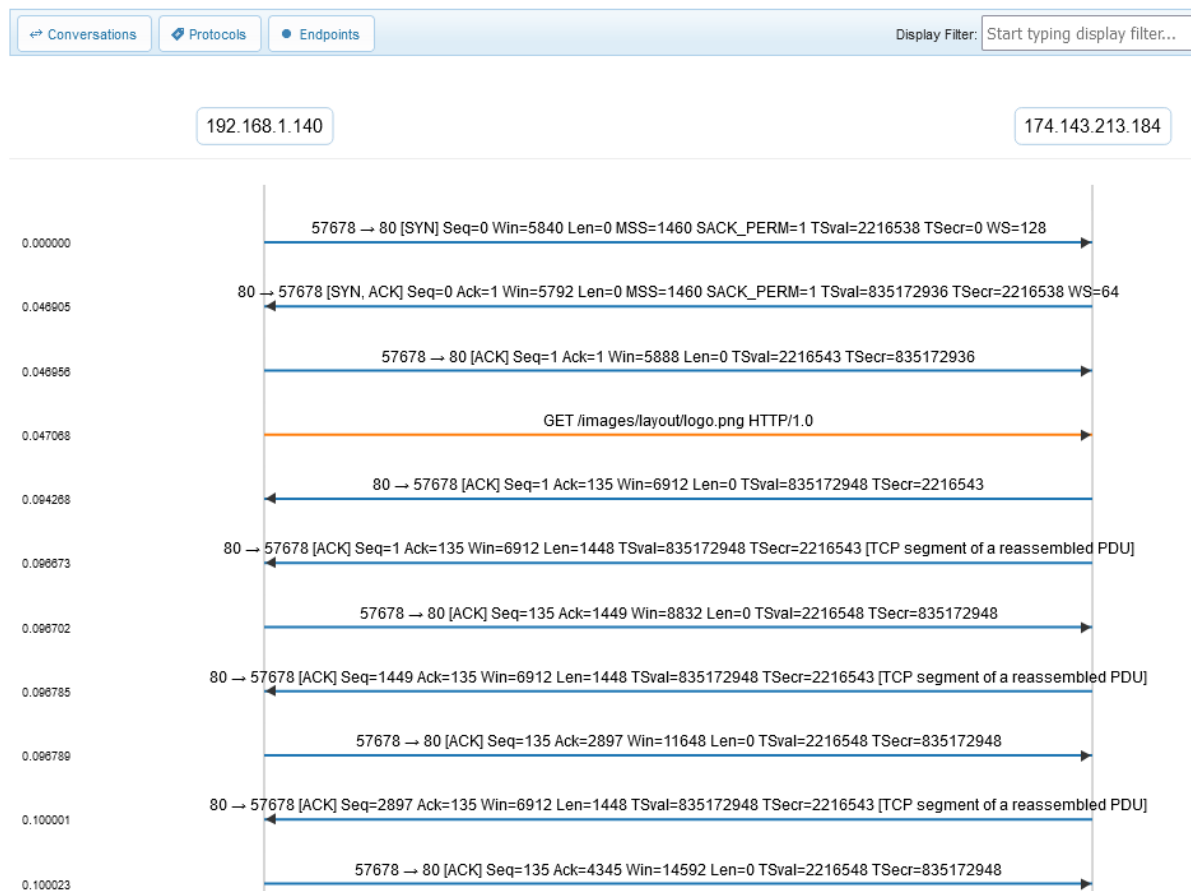 ⇄ Conversations Protocols Endpoints Display Filter: Start typing display filter...
192.168.1.140 174.143.213.184
57678 → 80 [SYN] Seq=0 Win=5840 Len=0 MSS=1460 SACK_PERM=1 TSval=2216538 TSecr=0 WS=128
0.000000
80 → 57678 [SYN, ACK] Seq=0 Ack=1 Win=5792 Len=0 MSS=1460 SACK_PERM=1 TSval=835172936 TSecr=2216538 WS=64
0.046905
57678 → 80 [ACK] Seq=1 Ack=1 Win=5888 Len=0 TSval=2216543 TSecr=835172936
0.046956
GET /images/layout/logo.png HTTP/1.0
0.047068
80 → 57678 [ACK] Seq=1 Ack=135 Win=6912 Len=0 TSval=835172948 TSecr=2216543
0.094268
80 → 57678 [ACK] Seq=1 Ack=135 Win=6912 Len=1448 TSval=835172948 TSecr=2216543 [TCP segment of a reassembled PDU]
0.096673
57678 → 80 [ACK] Seq=135 Ack=1449 Win=8832 Len=0 TSval=2216548 TSecr=835172948
0.096702
80 → 57678 [ACK] Seq=1449 Ack=135 Win=6912 Len=1448 TSval=835172948 TSecr=2216543 [TCP segment of a reassembled PDU]
0.096785
57678 → 80 [ACK] Seq=135 Ack=2897 Win=11648 Len=0 TSval=2216548 TSecr=835172948
0.096789
80 → 57678 [ACK] Seq=2897 Ack=135 Win=6912 Len=1448 TSval=835172948 TSecr=2216543 [TCP segment of a reassembled PDU]
0.100001
57678 → 80 [ACK] Seq=135 Ack=4345 Win=14592 Len=0 TSval=2216548 TSecr=835172948
0.100023